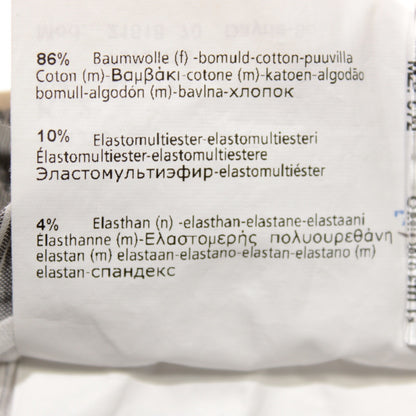 86% Baumwolle (f) -bomuld-cotton-puuvilla
Coton (m)-Βαμβάκι-cotone (m)-katoen-algodão
bomull-algodón (m)-bavlna-хлопок
10% Elastomultiester-elastomultiesteri
Élastomultiester-elastomultiestere
Эластомультиэфир-elastomultiéster
4% Elasthan (n) -elasthan-elastane-elastaani
Élasthanne (m)-Ελαστομερής πολυουρεθάνη /
elastan (m) elastaan-elastano-elastan-elastano (m)
elastan-спандекс